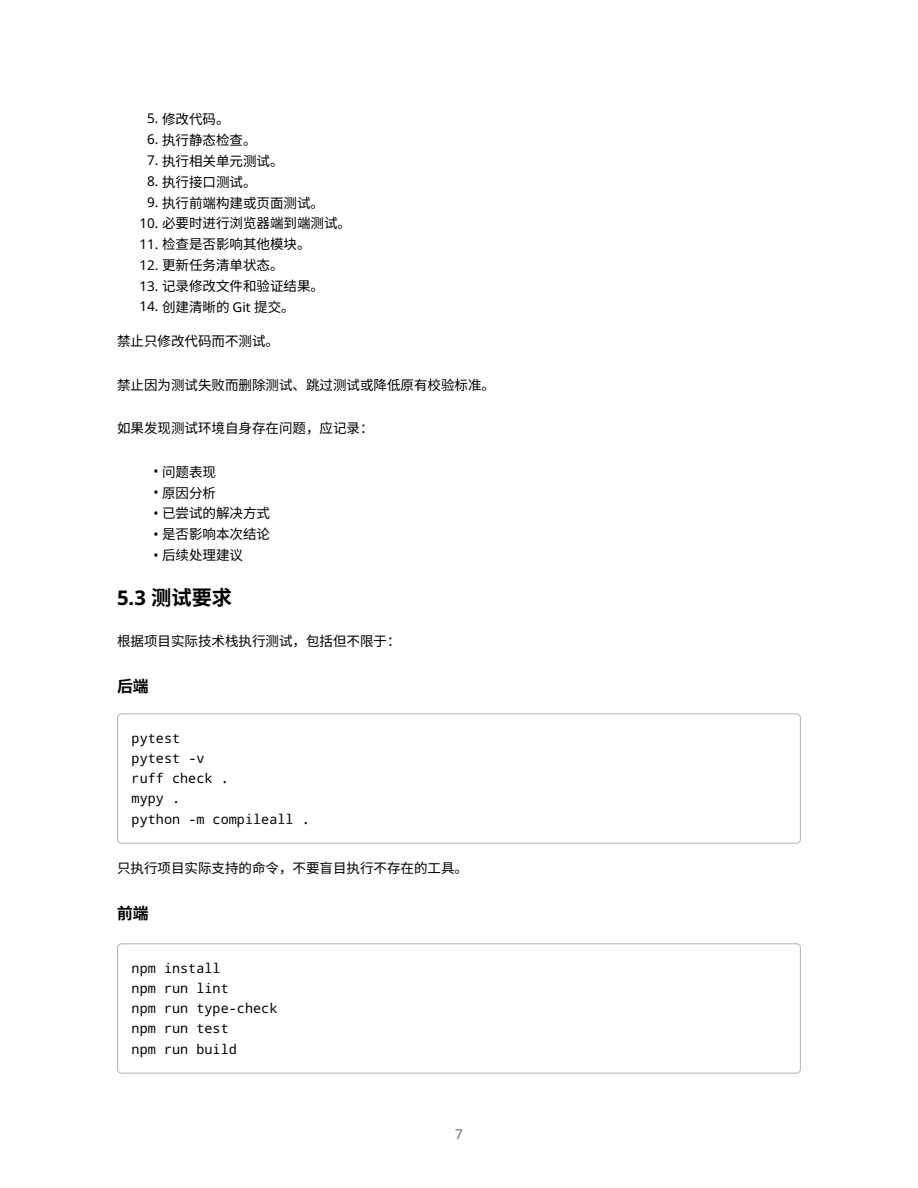 5. 修改代码。
6. 执行静态检查。
7. 执行相关单元测试。
8. 执行接口测试。
9. 执行前端构建或页面测试。
10. 必要时进行浏览器端到端测试。
11. 检查是否影响其他模块。
12. 更新任务清单状态。
13. 记录修改文件和验证结果。
14. 创建清晰的 Git 提交。
禁止只修改代码而不测试。
禁止因为测试失败而删除测试、跳过测试或降低原有校验标准。
如果发现测试环境自身存在问题，应记录：
• 问题表现
• 原因分析
• 已尝试的解决方式
• 是否影响本次结论
• 后续处理建议
5.3 测试要求
根据项目实际技术栈执行测试，包括但不限于：
后端
pytest
pytest -v
ruff check .
mypy .
python -m compileall .
只执行项目实际支持的命令，不要盲目执行不存在的工具。
前端
npm install
npm run lint
npm run type-check
npm run test
npm run build
7